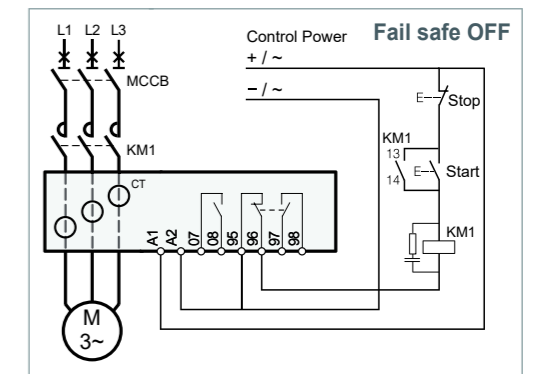 L1 L2 L3
Control Power
Fail safe OFF
+ / ~
− / ~
MCCB
E
Stop
KM1
13
14
KM1
E
Start
CT
KM1
A1 A2 07 08 95 96 97 98
M
3~